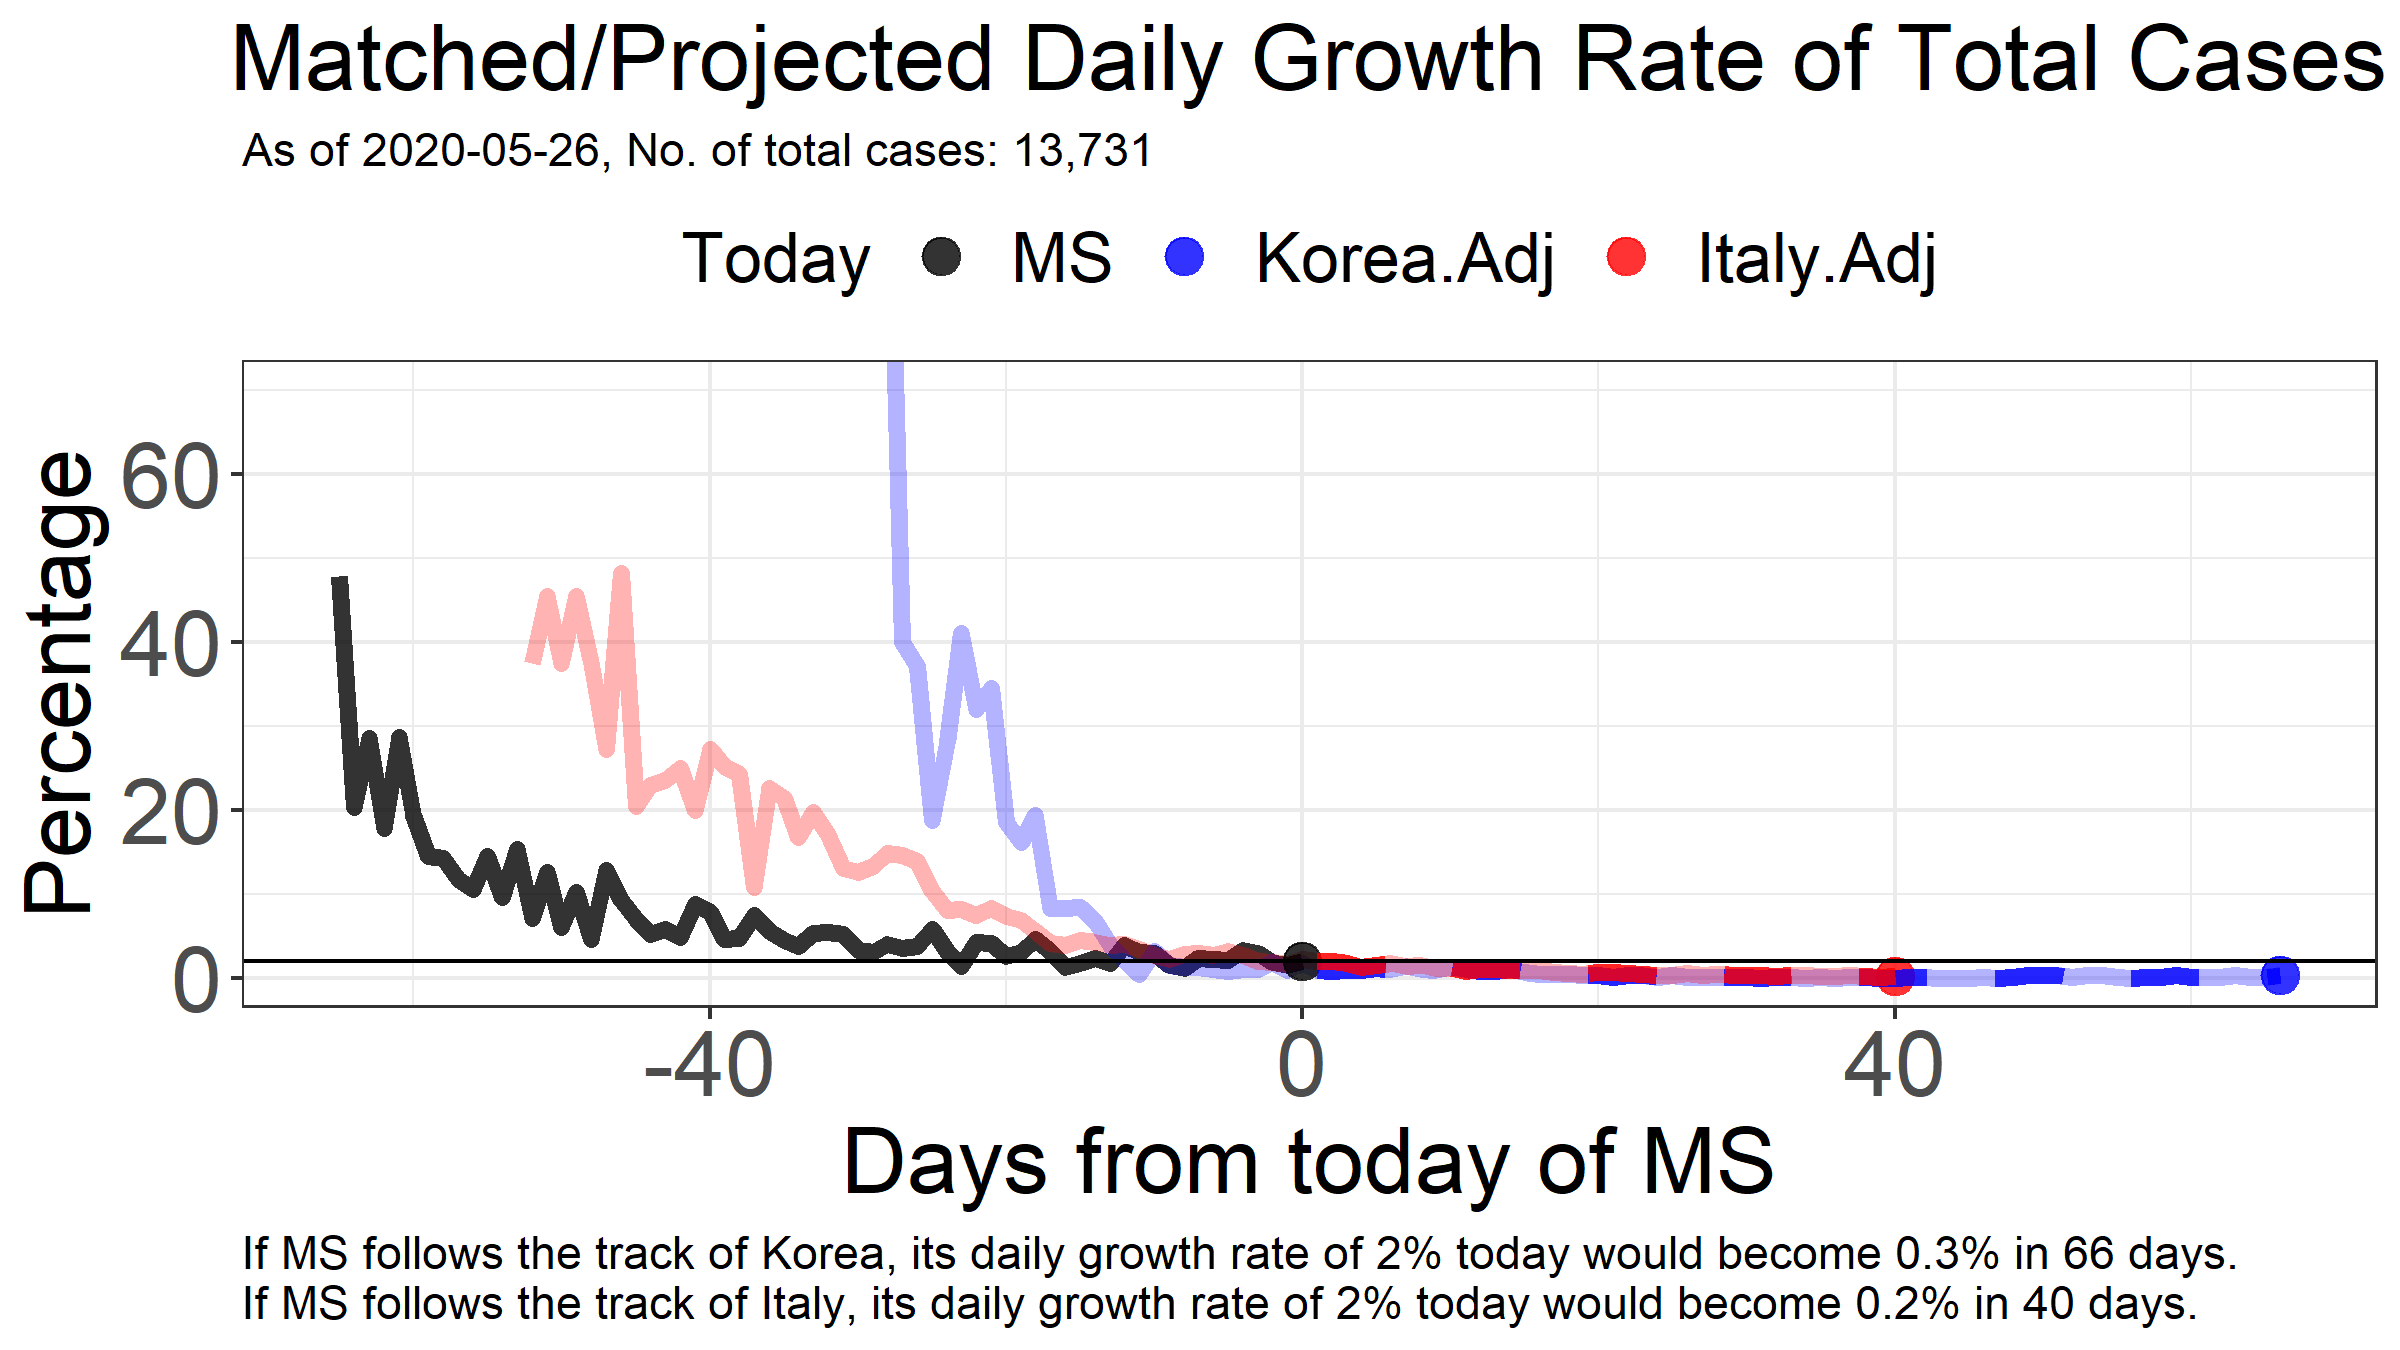 Matched/Projected Daily Growth Rate of Total Cases
As of 2020-05-26, No. of total cases: 13,731
Today MS Korea.Adj Italy.Adj
Percentage
60
40
20
0
-40 0 40
Days from today of MS
If MS follows the track of Korea, its daily growth rate of 2% today would become 0.3% in 66 days.
If MS follows the track of Italy, its daily growth rate of 2% today would become 0.2% in 40 days.